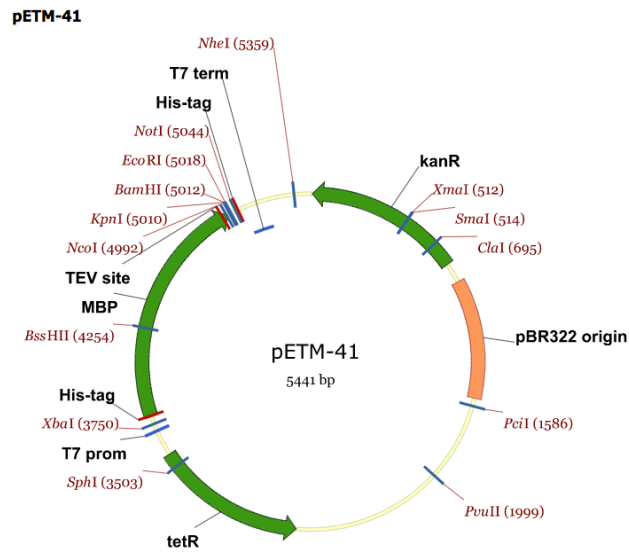 pETM-41
NheI (5359)
T7 term
His-tag
NotI (5044)
EcoRI (5018)
BamHI (5012)
KpnI (5010)
NcoI (4992)
TEV site
MBP
BssHII (4254)
His-tag
XbaI (3750)
T7 prom
SphI (3503)
tetR
kanR
XmaI (512)
SmaI (514)
ClaI (695)
pBR322 origin
PciI (1586)
PvuII (1999)
pETM-41
5441 bp